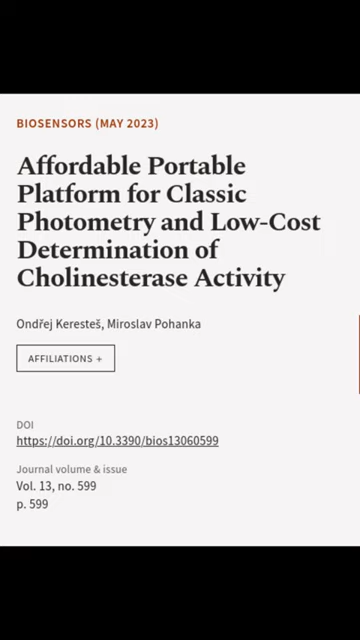 BIOSENSORS (MAY 2023)
Affordable Portable
Platform for Classic
Photometry and Low-Cost
Determination of
Cholinesterase Activity
Ondřej Keresteš, Miroslav Pohanka
AFFILIATIONS +
DOI
https://doi.org/10.3390/bios13060599
Journal volume & issue
Vol. 13, no. 599
p. 599